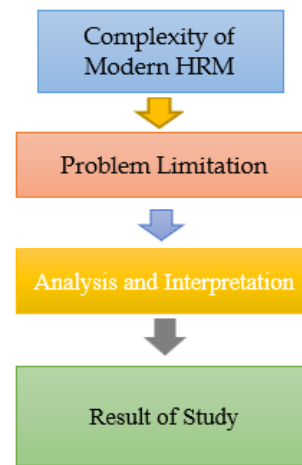 Complexity of
Modern HRM
Problem Limitation
Analysis and Interpretation
Result of Study